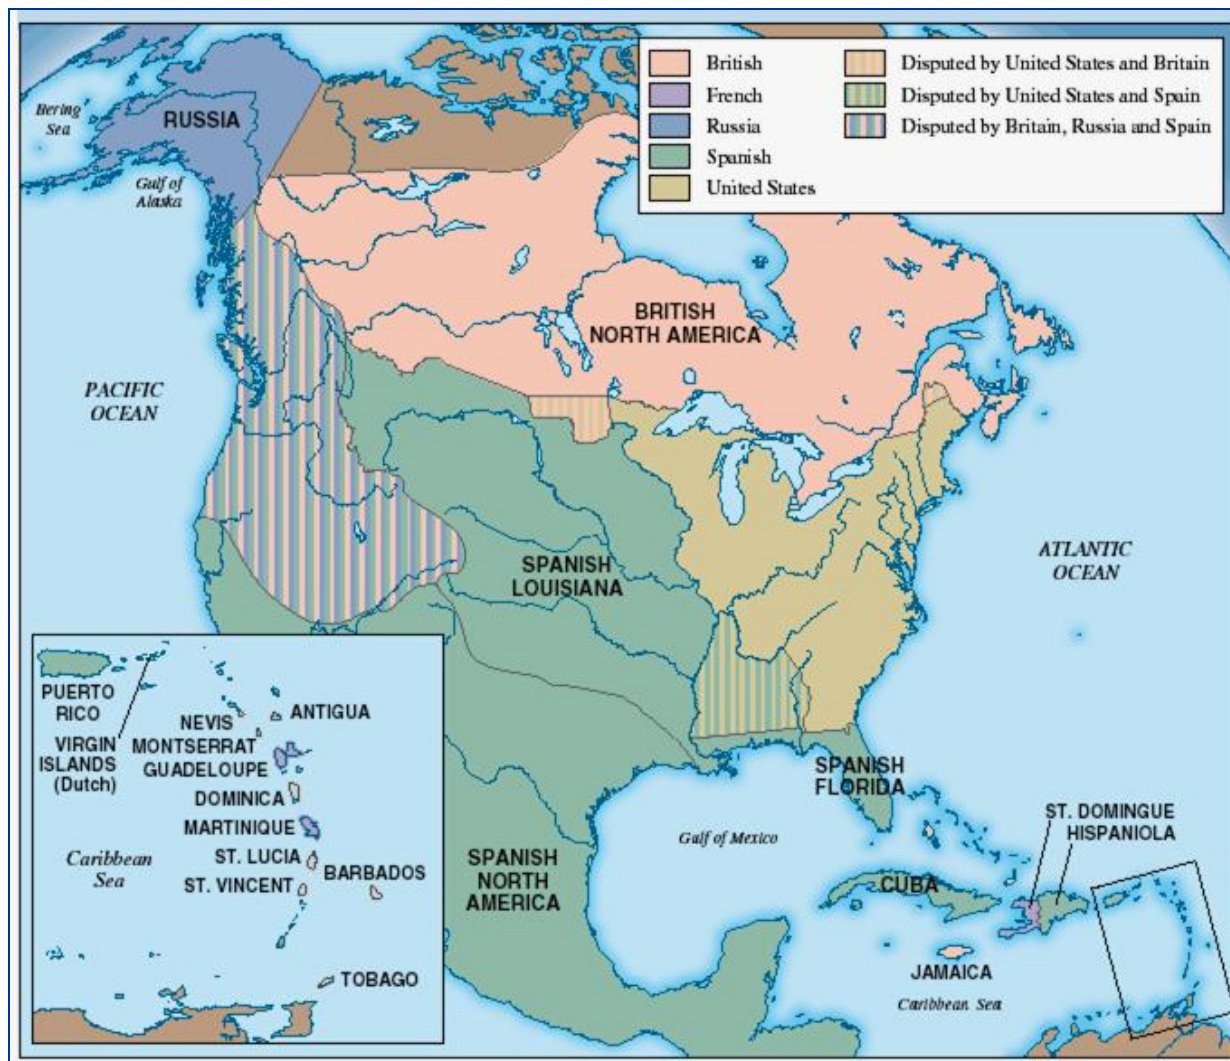 British
French
Russia
Spanish
United States
Disputed by United States and Britain
Disputed by United States and Spain
Disputed by Britain, Russia and Spain
Bering
Sea
RUSSIA
Gulf of
Alaska
BRITISH
NORTH AMERICA
PACIFIC
OCEAN
ATLANTIC
OCEAN
SPANISH
LOUISIANA
SPANISH
FLORIDA
Gulf of Mexico
ST. DOMINGUE
HISPANIOLA
SPANISH
NORTH
AMERICA
CUBA
JAMAICA
Caribbean Sea
PUERTO
RICO
VIRGIN
ISLANDS
(Dutch)
NEVIS
ANTIGUA
MONTSERRAT
GUADELOUPE
DOMINICA
MARTINIQUE
ST. LUCIA
BARBADOS
ST. VINCENT
Caribbean
Sea
TOBAGO